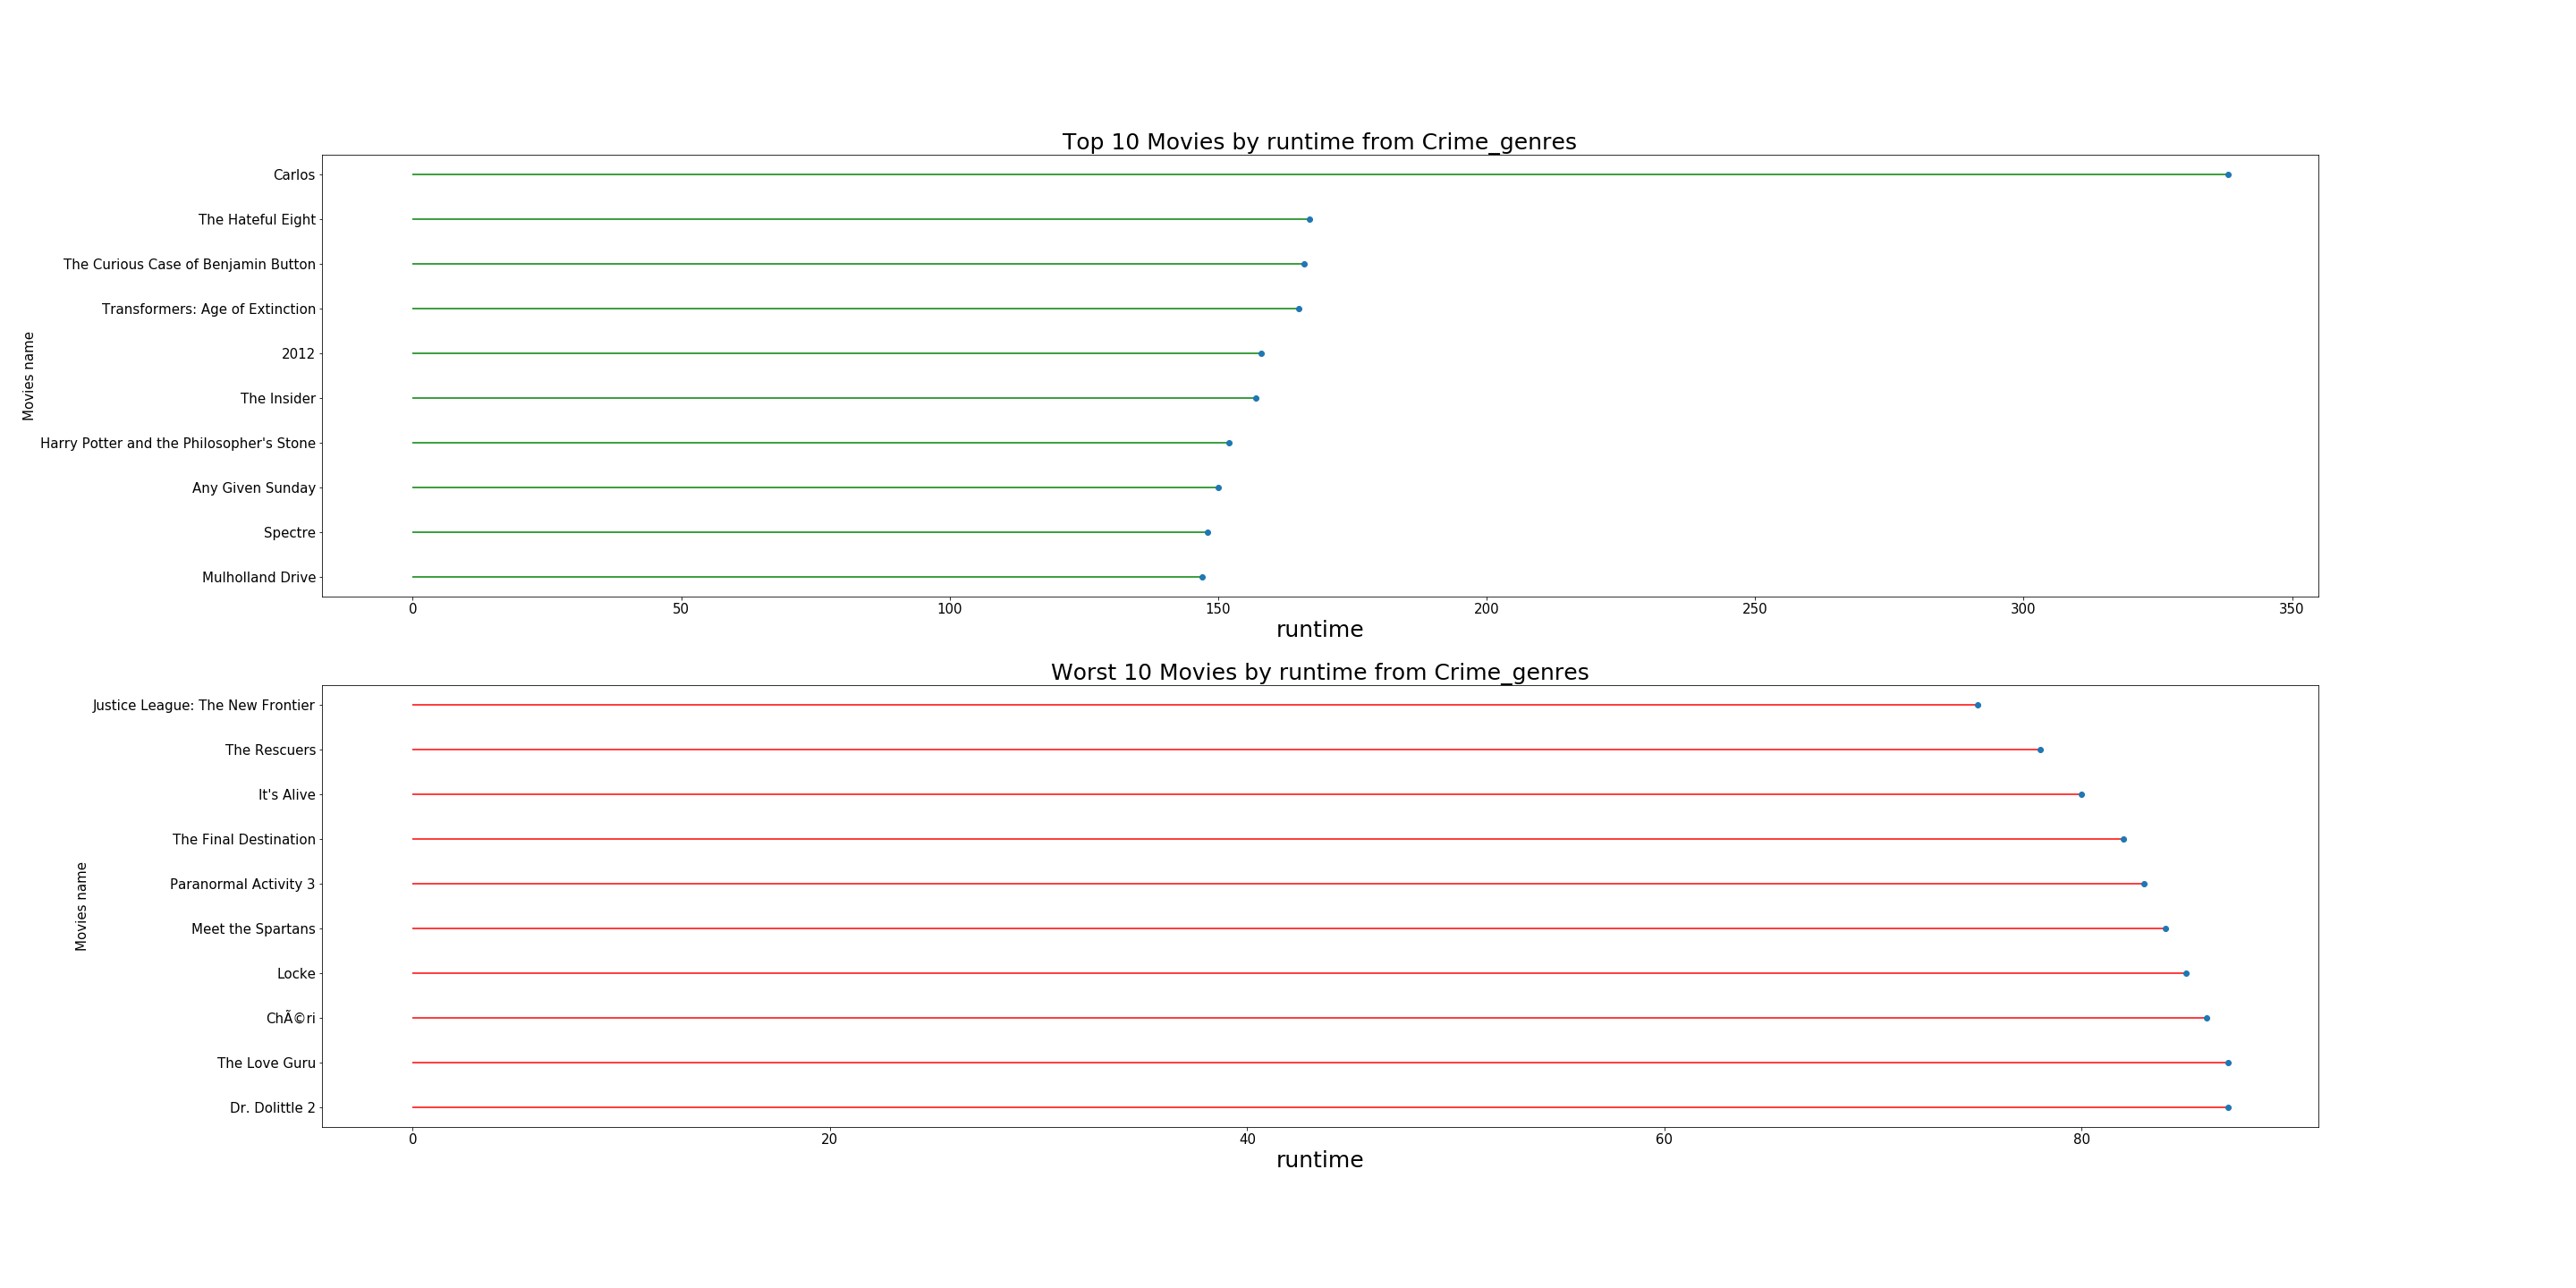 Top 10 Movies by runtime from Crime_genres
Movies name
Carlos
The Hateful Eight
The Curious Case of Benjamin Button
Transformers: Age of Extinction
2012
The Insider
Harry Potter and the Philosopher's Stone
Any Given Sunday
Spectre
Mulholland Drive
0 50 100 150 200 250 300 350
runtime
Worst 10 Movies by runtime from Crime_genres
Movies name
Justice League: The New Frontier
The Rescuers
It's Alive
The Final Destination
Paranormal Activity 3
Meet the Spartans
Locke
ChÃ©ri
The Love Guru
Dr. Dolittle 2
0 20 40 60 80
runtime